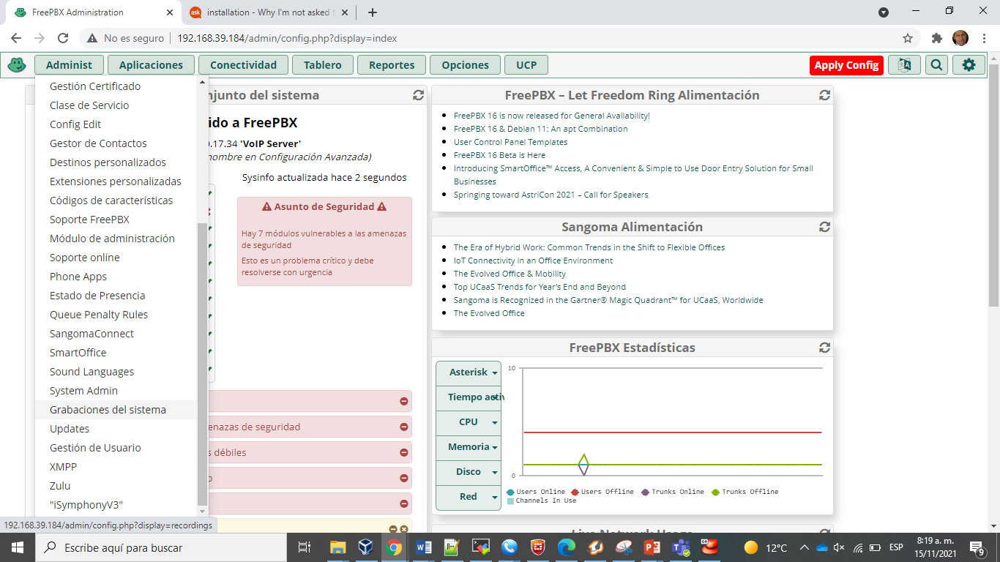 FreePBX Administration
installation - Why I'm not asked t
No es seguro
192.168.39.184/admin/config.php?display=index
Administ
Aplicaciones
Conectividad
Tablero
Reportes
Opciones
UCP
Apply Config
Gestión Certificado
Clase de Servicio
Config Edit
Gestor de Contactos
Destinos personalizados
Extensiones personalizadas
Códigos de características
Soporte FreePBX
Módulo de administración
Soporte online
Phone Apps
Estado de Presencia
Queue Penalty Rules
SangomaConnect
SmartOffice
Sound Languages
System Admin
Grabaciones del sistema
Updates
Gestión de Usuario
XMPP
Zulu
"iSymphonyV3"
njunto del sistema
ido a FreePBX
.17.34 'VoIP Server'
nombre en Configuración Avanzada)
Sysinfo actualizada hace 2 segundos
Asunto de Seguridad
Hay 7 módulos vulnerables a las amenazas
de seguridad
Esto es un problema crítico y debe
resolverse con urgencia
enazas de seguridad
s débiles
FreePBX – Let Freedom Ring Alimentación
FreePBX 16 is now released for General Availability!
FreePBX 16 & Debian 11: An apt Combination
User Control Panel Templates
FreePBX 16 Beta is Here
Introducing SmartOffice™ Access, A Convenient & Simple to Use Door Entry Solution for Small
Businesses
Springing toward AstriCon 2021 – Call for Speakers
Sangoma Alimentación
The Era of Hybrid Work: Common Trends in the Shift to Flexible Offices
IoT Connectivity in an Office Environment
The Evolved Office & Mobility
Top UCaaS Trends for Year's End and Beyond
Sangoma is Recognized in the Gartner® Magic Quadrant™ for UCaaS, Worldwide
The Evolved Office
FreePBX Estadísticas
Asterisk
Tiempo activ
CPU
Memoria
Disco
Red
10
0
Users Online
Users Offline
Trunks Online
Trunks Offline
Channels In Use
Live Network Usage
192.168.39.184/admin/config.php?display=recordings
Escribe aquí para buscar
12°C
ESP
8:19 a. m.
15/11/2021
9